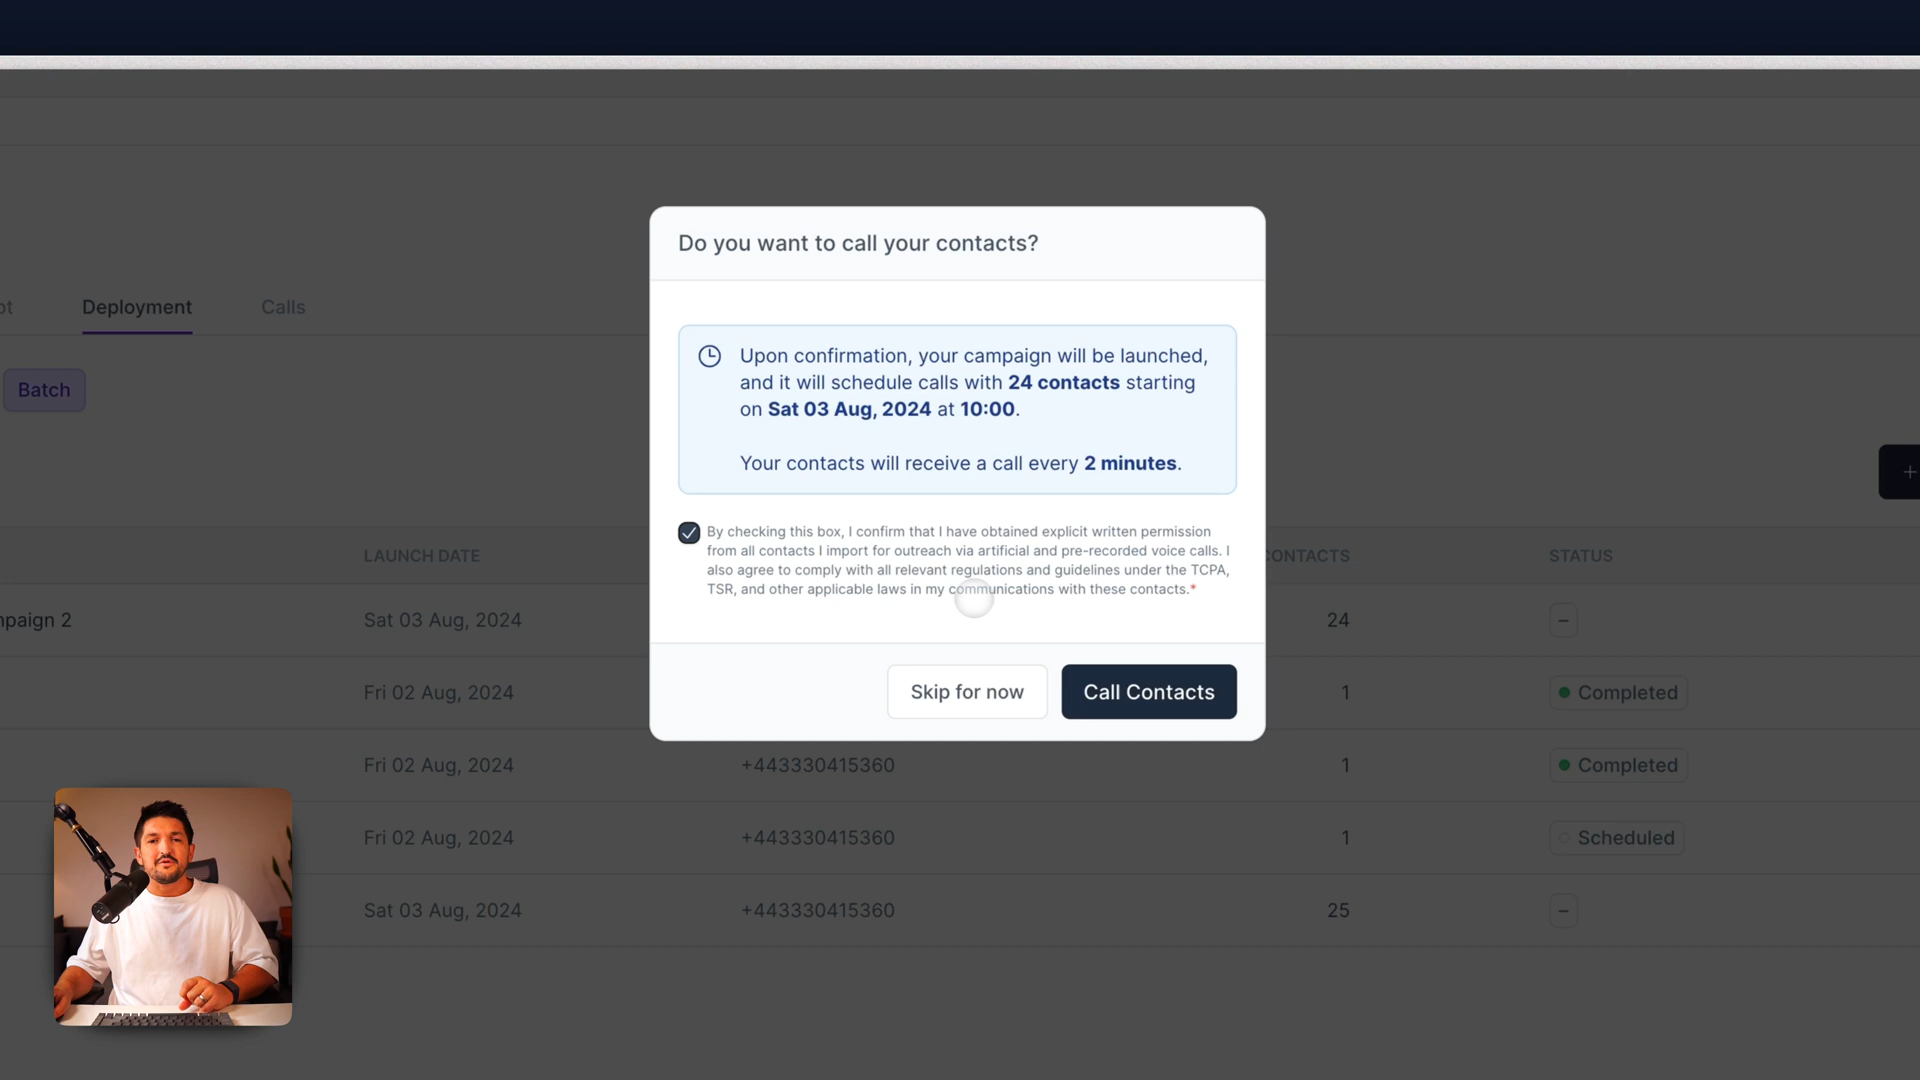 Do you want to call your contacts?
ot
Deployment
Calls
Upon confirmation, your campaign will be launched,
and it will schedule calls with 24 contacts starting
on Sat 03 Aug, 2024 at 10:00.
Batch
Your contacts will receive a call every 2 minutes.
+
By checking this box, I confirm that I have obtained explicit written permission
from all contacts I import for outreach via artificial and pre-recorded voice calls. I
also agree to comply with all relevant regulations and guidelines under the TCPA,
TSR, and other applicable laws in my communications with these contacts.*
LAUNCH DATE
CONTACTS
STATUS
mpaign 2
Sat 03 Aug, 2024
24
–
Skip for now
Call Contacts
Fri 02 Aug, 2024
1
Completed
Fri 02 Aug, 2024
+443330415360
1
Completed
Fri 02 Aug, 2024
+443330415360
1
Scheduled
Sat 03 Aug, 2024
+443330415360
25
–